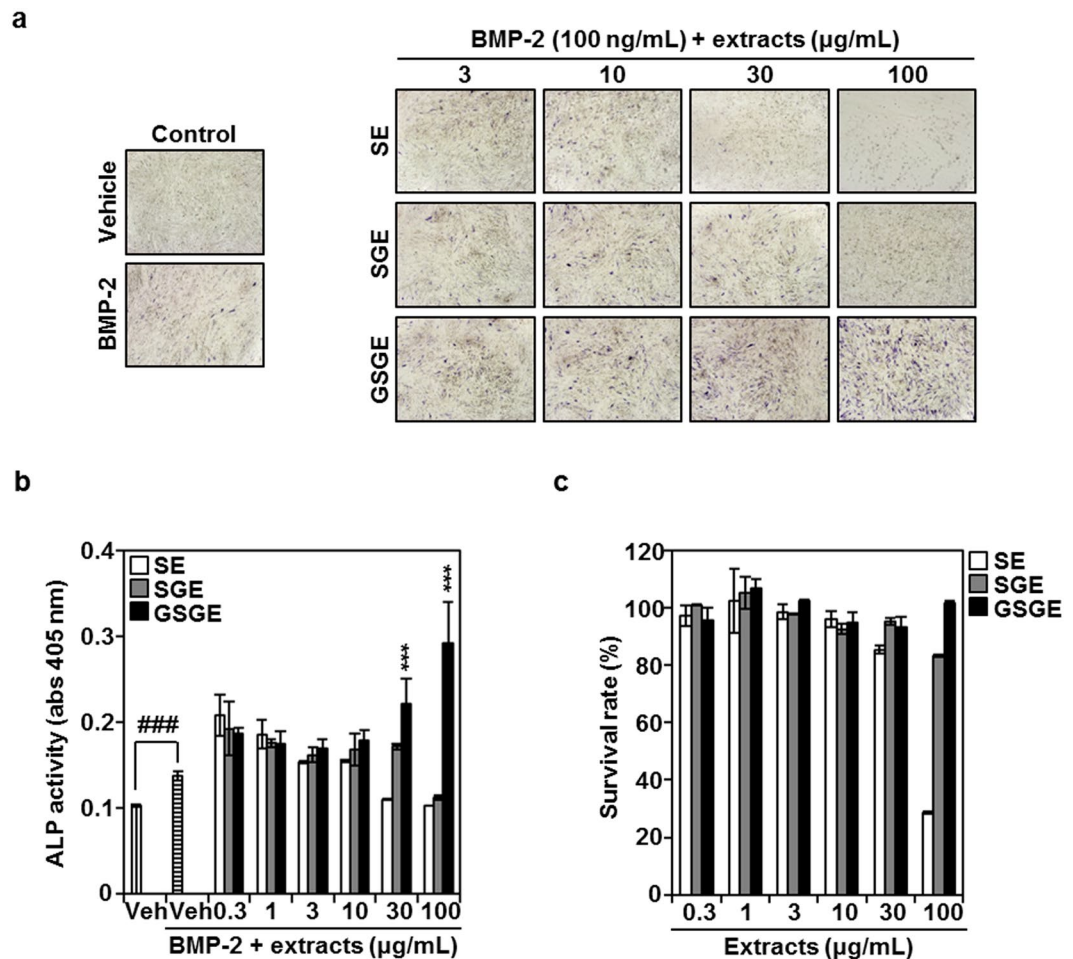 a
BMP-2 (100 ng/mL) + extracts (µg/mL)
3 10 30 100
Control
Vehicle
BMP-2
SE
SGE
GSGE
b
ALP activity (abs 405 nm)
0.4
0.3
0.2
0.1
0
SE
SGE
GSGE
###
***
***
Veh Veh 0.3 1 3 10 30 100
BMP-2 + extracts (µg/mL)
c
Survival rate (%)
120
100
80
60
40
20
0
SE
SGE
GSGE
0.3 1 3 10 30 100
Extracts (µg/mL)